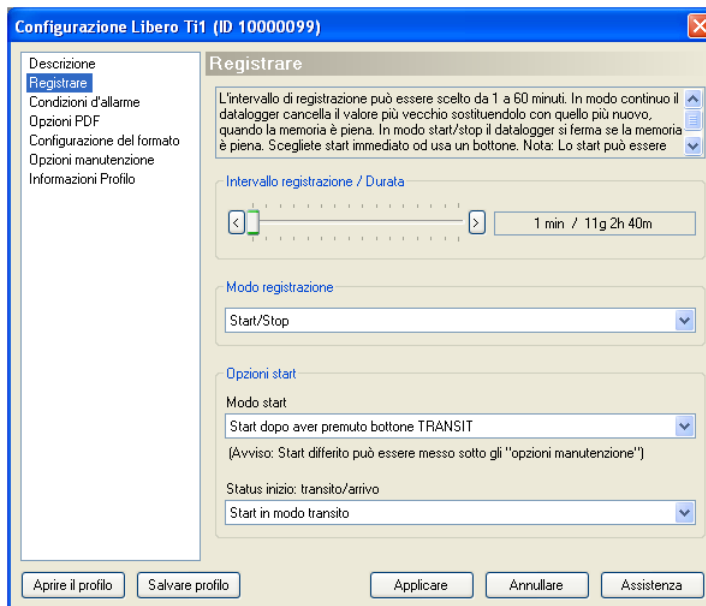 Configurazione Libero Ti1 (ID 10000099)
Descrizione
Registrare
Condizioni d'allarme
Opzioni PDF
Configurazione del formato
Opzioni manutenzione
Informazioni Profilo
Registrare
L'intervallo di registrazione può essere scelto da 1 a 60 minuti. In modo continuo il
datalogger cancella il valore più vecchio sostituendolo con quello più nuovo,
quando la memoria è piena. In modo start/stop il datalogger si ferma se la memoria
è piena. Scegliete start immediato od usa un bottone. Nota: Lo start può essere
Intervallo registrazione / Durata
< >
1 min / 11g 2h 40m
Modo registrazione
Start/Stop
Opzioni start
Modo start
Start dopo aver premuto bottone TRANSIT
(Avviso: Start differito può essere messo sotto gli "opzioni manutenzione")
Status inizio: transito/arrivo
Start in modo transito
Aprire il profilo Salvare profilo Applicare Annullare Assistenza